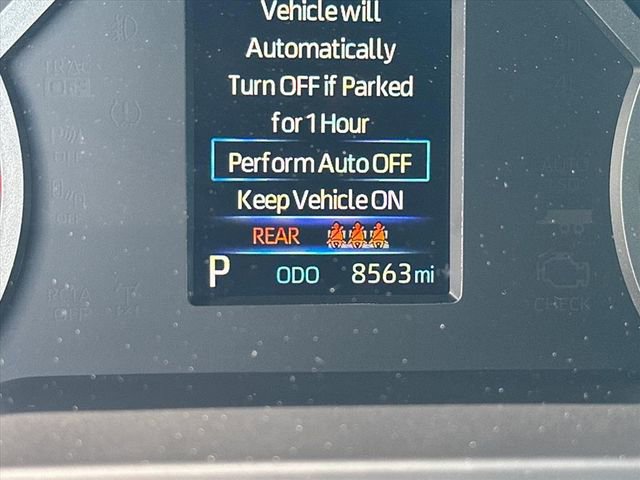 Vehicle will
Automatically
Turn OFF if Parked
for 1 Hour
Perform Auto OFF
Keep Vehicle ON
REAR
P ODO 8563 mi
CHECK